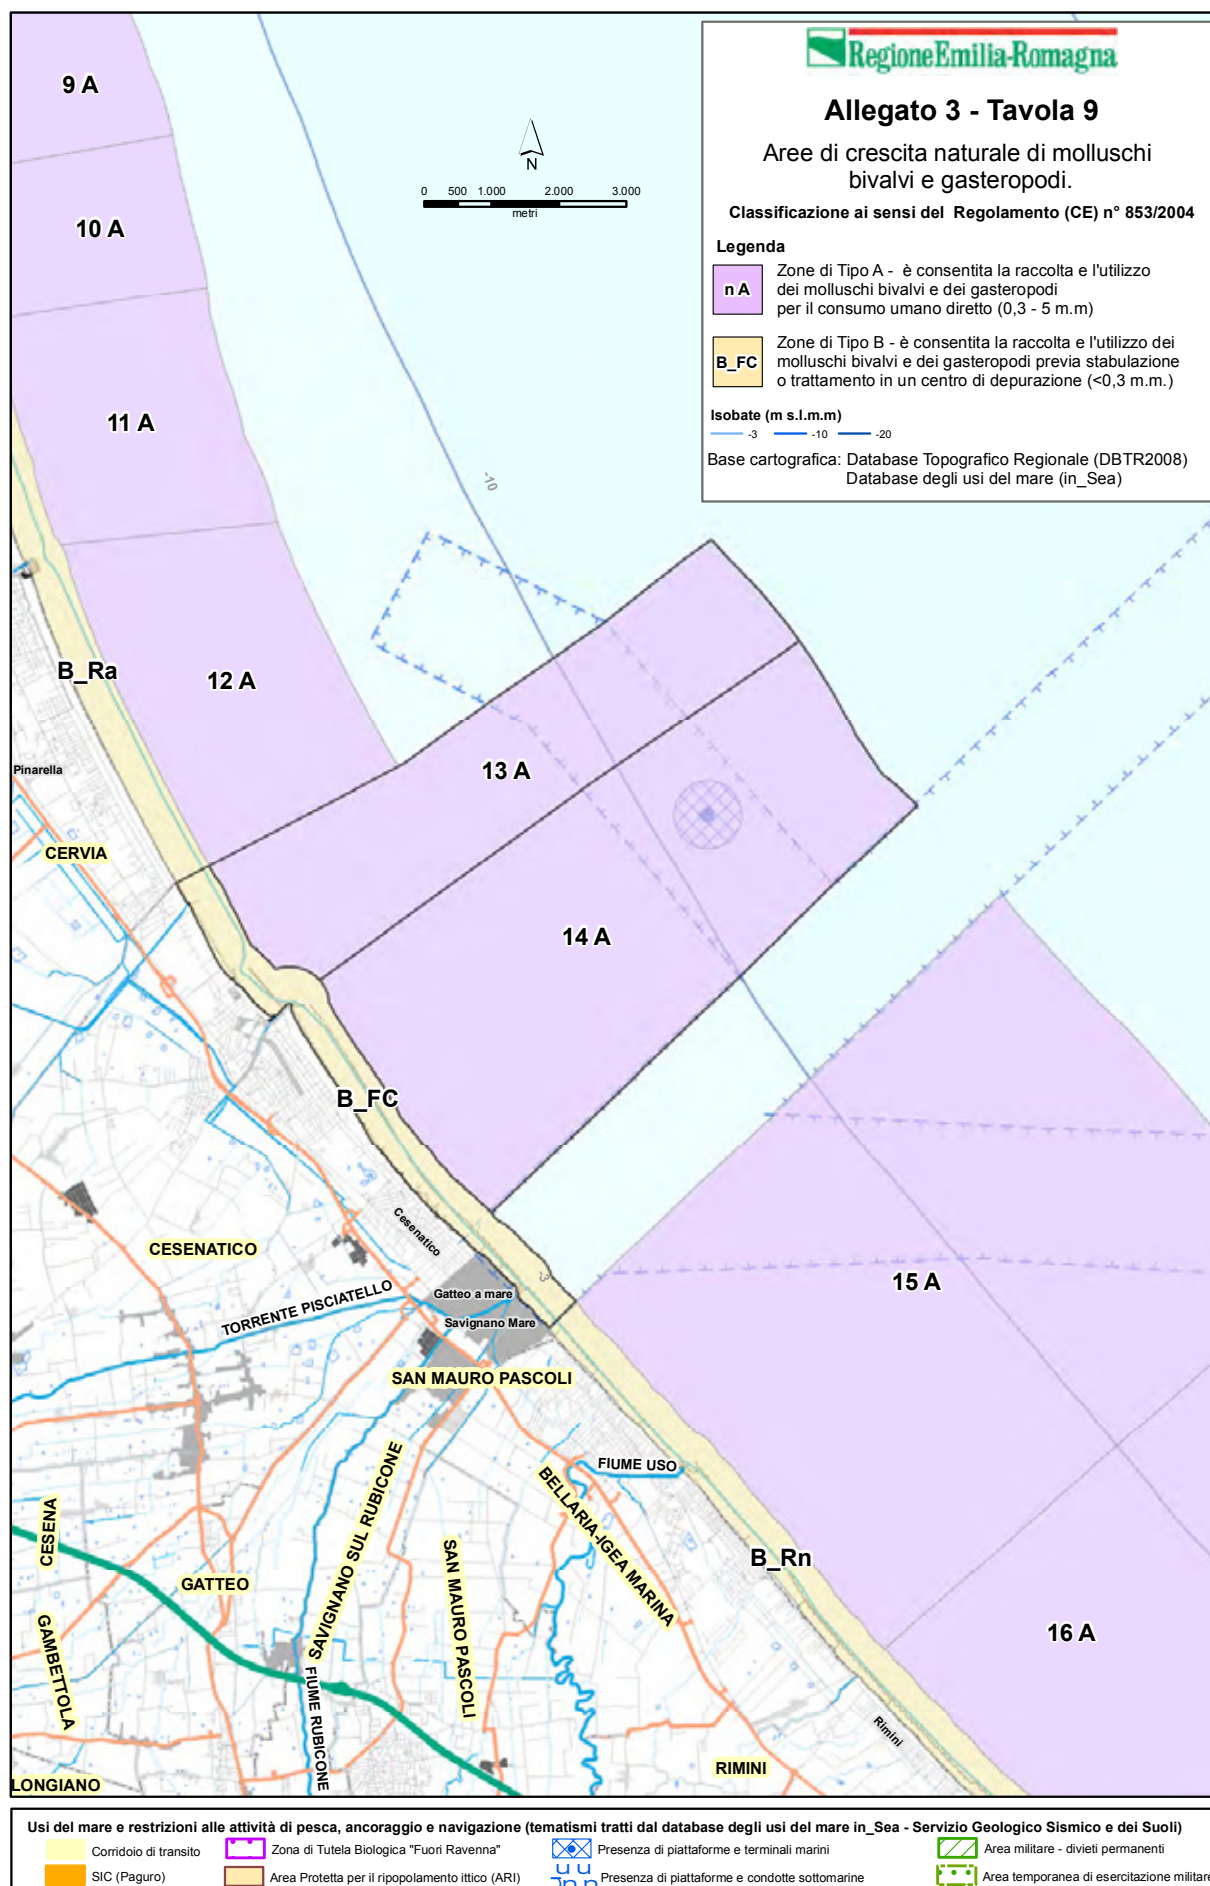 RegioneEmilia-Romagna
Allegato 3 - Tavola 9
Aree di crescita naturale di molluschi
bivalvi e gasteropodi.
Classificazione ai sensi del Regolamento (CE) n° 853/2004
Legenda
n A
Zone di Tipo A - è consentita la raccolta e l'utilizzo
dei molluschi bivalvi e dei gasteropodi
per il consumo umano diretto (0,3 - 5 m.m)
B_FC
Zone di Tipo B - è consentita la raccolta e l'utilizzo dei
molluschi bivalvi e dei gasteropodi previa stabulazione
o trattamento in un centro di depurazione (<0,3 m.m.)
Isobate (m s.l.m.m)
-3 -10 -20
Base cartografica: Database Topografico Regionale (DBTR2008)
Database degli usi del mare (in_Sea)
N
0 500 1.000 2.000 3.000
metri
9 A
10 A
11 A
-10
12 A
B_Ra
Pinarella
13 A
CERVIA
14 A
B_FC
Cesenatico
CESENATICO
-3
15 A
TORRENTE PISCIATELLO
Gatteo a mare
Savignano Mare
SAN MAURO PASCOLI
FIUME USO
BELLARIA-IGEA MARINA
SAVIGNANO SUL RUBICONE
CESENA
SAN MAURO PASCOLI
B_Rn
GATTEO
GAMBETTOLA
16 A
FIUME RUBICONE
Rimini
RIMINI
LONGIANO
Usi del mare e restrizioni alle attività di pesca, ancoraggio e navigazione (tematismi tratti dal database degli usi del mare in_Sea - Servizio Geologico Sismico e dei Suoli)
Corridoio di transito
Zona di Tutela Biologica "Fuori Ravenna"
Presenza di piattaforme e terminali marini
Area militare - divieti permanenti
SIC (Paguro)
Area Protetta per il ripopolamento ittico (ARI)
Presenza di piattaforme e condotte sottomarine
Area temporanea di esercitazione militare